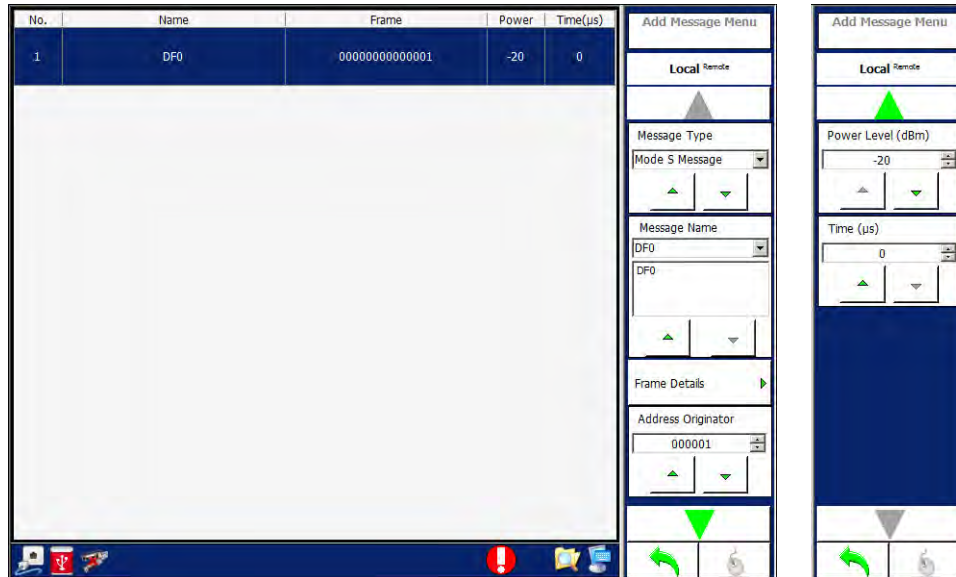 No. Name Frame Power Time(µs)
1 DF0 00000000000001 -20 0
Add Message Menu
Local Remote
Message Type
Mode S Message
Message Name
DF0
DF0
Frame Details
Address Originator
000001
Add Message Menu
Local Remote
Power Level (dBm)
-20
Time (µs)
0